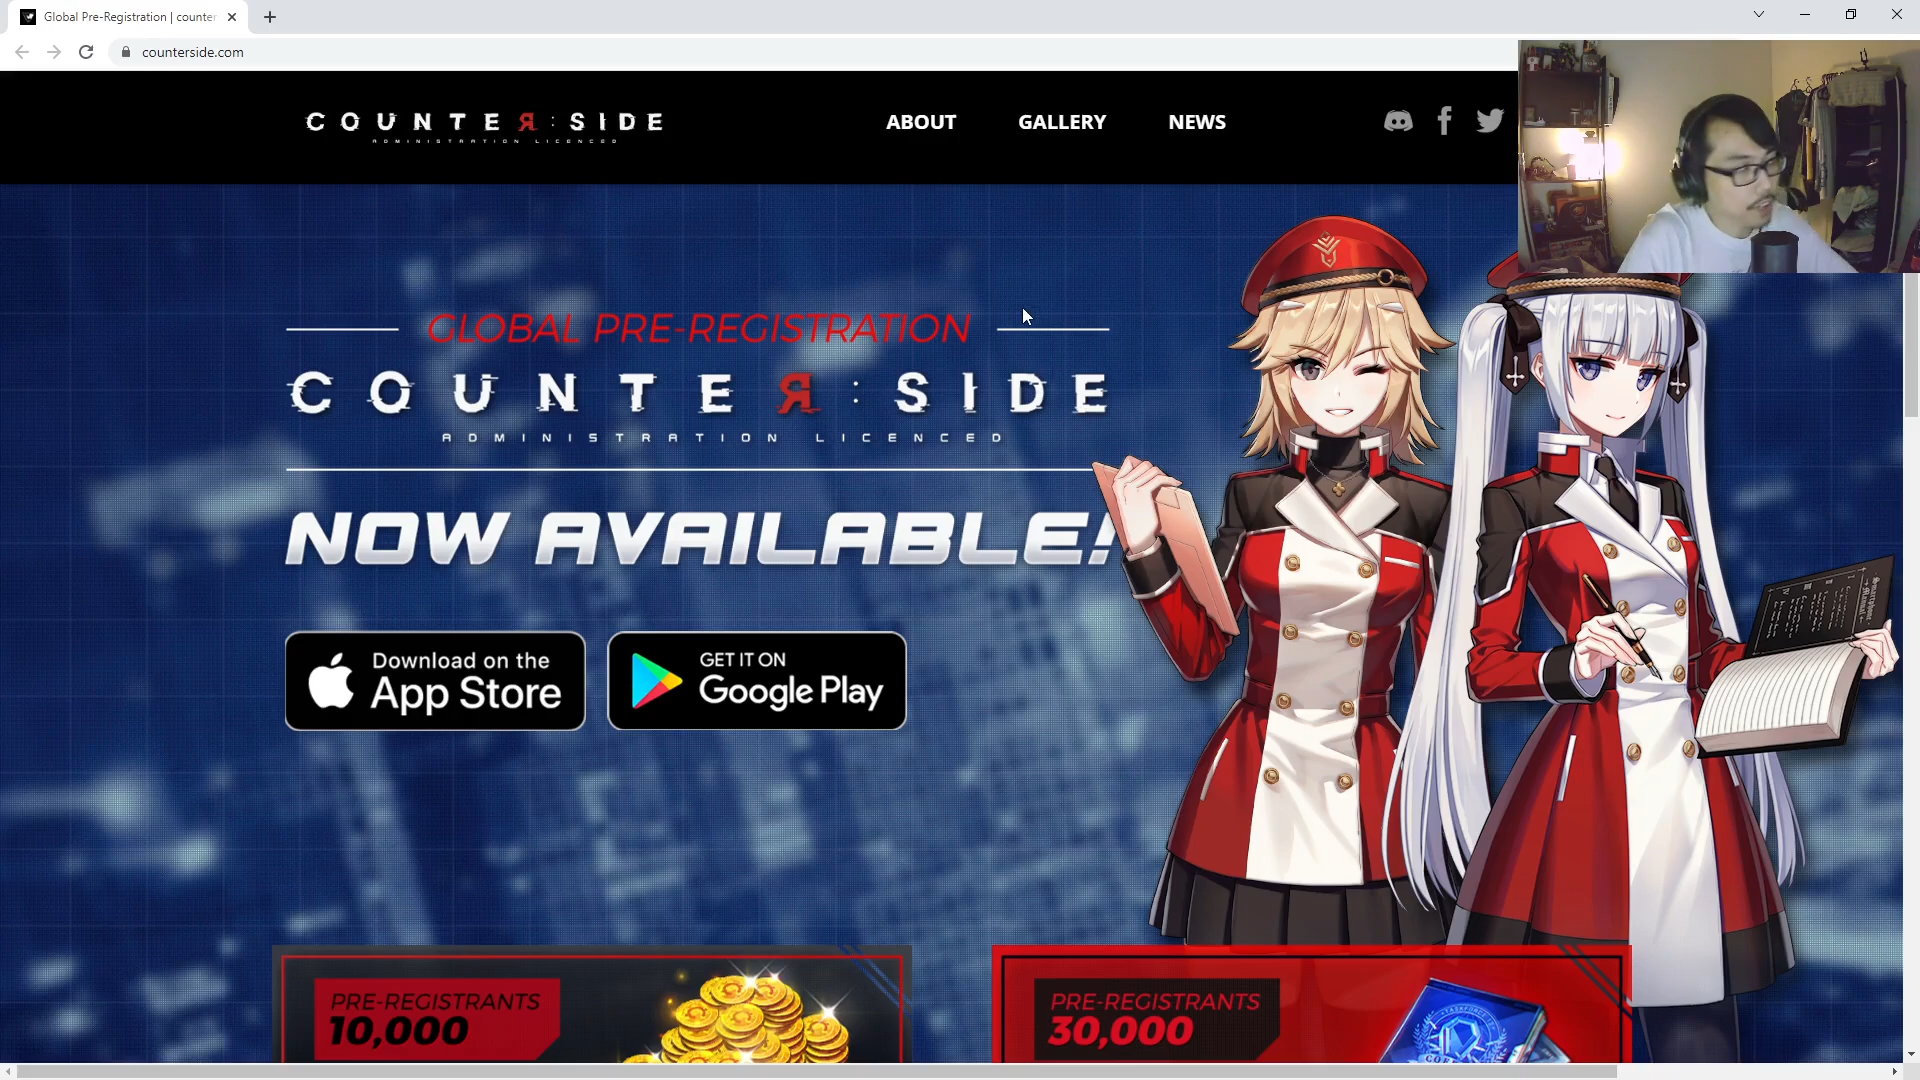 Global Pre-Registration | counter
counterside.com
COUNTEЯ:SIDE
ADMINISTRATION LICENCED
ABOUT
GALLERY
NEWS
GLOBAL PRE-REGISTRATION
COUNTEЯ:SIDE
ADMINISTRATION LICENCED
NOW AVAILABLE!
Download on the
App Store
GET IT ON
Google Play
PRE-REGISTRANTS
10,000
PRE-REGISTRANTS
30,000